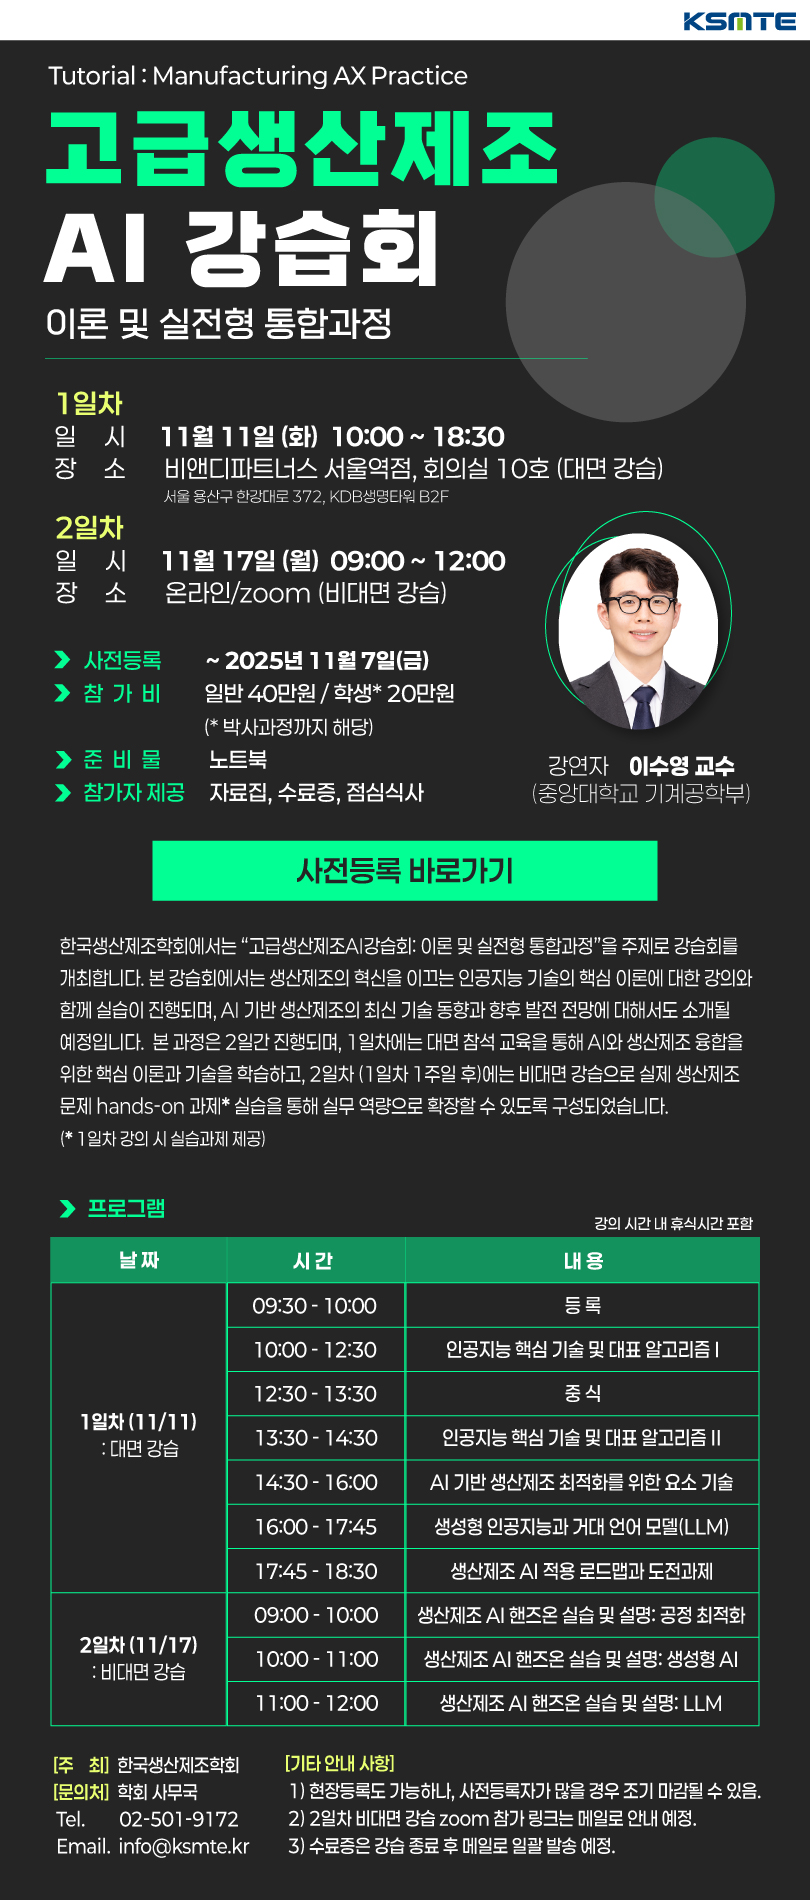 KSMTE
Tutorial : Manufacturing AX Practice
고급생산제조
AI 강습회
이론 및 실전형 통합과정
1일차
일 시 11월 11일 (화) 10:00 ~ 18:30
장 소 비앤디파트너스 서울역점, 회의실 10호 (대면 강습)
서울 용산구 한강대로 372, KDB생명타워 B2F
2일차
일 시 11월 17일 (월) 09:00 ~ 12:00
장 소 온라인/zoom (비대면 강습)
사전등록 ~ 2025년 11월 7일(금)
참 가 비 일반 40만원 / 학생* 20만원
(* 박사과정까지 해당)
준 비 물 노트북
참가자 제공 자료집, 수료증, 점심식사
강연자 이수영 교수
(중앙대학교 기계공학부)
사전등록 바로가기
한국생산제조학회에서는 “고급생산제조AI강습회: 이론 및 실전형 통합과정”을 주제로 강습회를
개최합니다. 본 강습회에서는 생산제조의 혁신을 이끄는 인공지능 기술의 핵심 이론에 대한 강의와
함께 실습이 진행되며, AI 기반 생산제조의 최신 기술 동향과 향후 발전 전망에 대해서도 소개될
예정입니다. 본 과정은 2일간 진행되며, 1일차에는 대면 참석 교육을 통해 AI와 생산제조 융합을
위한 핵심 이론과 기술을 학습하고, 2일차 (1일차 1주일 후)에는 비대면 강습으로 실제 생산제조
문제 hands-on 과제* 실습을 통해 실무 역량으로 확장할 수 있도록 구성되었습니다.
(* 1일차 강의 시 실습과제 제공)
프로그램
강의 시간 내 휴식시간 포함
날 짜 시 간 내 용
1일차 (11/11)
: 대면 강습
09:30 - 10:00 등 록
10:00 - 12:30 인공지능 핵심 기술 및 대표 알고리즘 I
12:30 - 13:30 중 식
13:30 - 14:30 인공지능 핵심 기술 및 대표 알고리즘 II
14:30 - 16:00 AI 기반 생산제조 최적화를 위한 요소 기술
16:00 - 17:45 생성형 인공지능과 거대 언어 모델(LLM)
17:45 - 18:30 생산제조 AI 적용 로드맵과 도전과제
2일차 (11/17)
: 비대면 강습
09:00 - 10:00 생산제조 AI 핸즈온 실습 및 설명: 공정 최적화
10:00 - 11:00 생산제조 AI 핸즈온 실습 및 설명: 생성형 AI
11:00 - 12:00 생산제조 AI 핸즈온 실습 및 설명: LLM
[주 최] 한국생산제조학회
[문의처] 학회 사무국
Tel. 02-501-9172
Email. info@ksmte.kr
[기타 안내 사항]
1) 현장등록도 가능하나, 사전등록자가 많을 경우 조기 마감될 수 있음.
2) 2일차 비대면 강습 zoom 참가 링크는 메일로 안내 예정.
3) 수료증은 강습 종료 후 메일로 일괄 발송 예정.